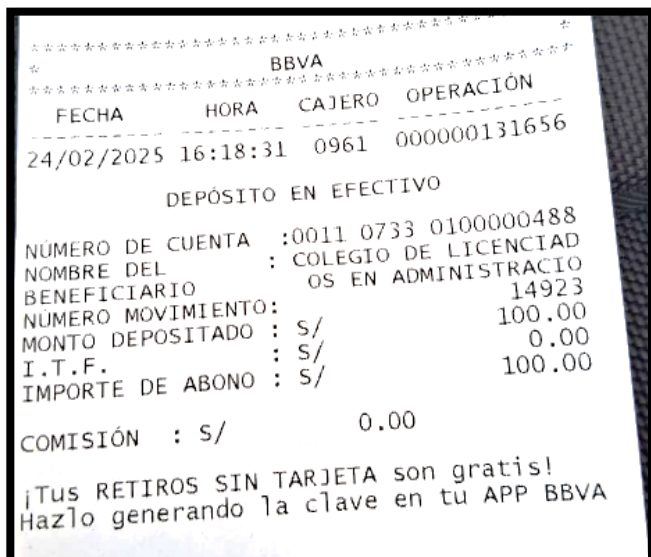 ****************************************
* BBVA *
****************************************
FECHA HORA CAJERO OPERACIÓN
24/02/2025 16:18:31 0961 000000131656
DEPÓSITO EN EFECTIVO
NÚMERO DE CUENTA :0011 0733 0100000488
NOMBRE DEL : COLEGIO DE LICENCIAD
BENEFICIARIO OS EN ADMINISTRACIO
NÚMERO MOVIMIENTO: 14923
MONTO DEPOSITADO : S/ 100.00
I.T.F. : S/ 0.00
IMPORTE DE ABONO : S/ 100.00
COMISIÓN : S/ 0.00
¡Tus RETIROS SIN TARJETA son gratis!
Hazlo generando la clave en tu APP BBVA